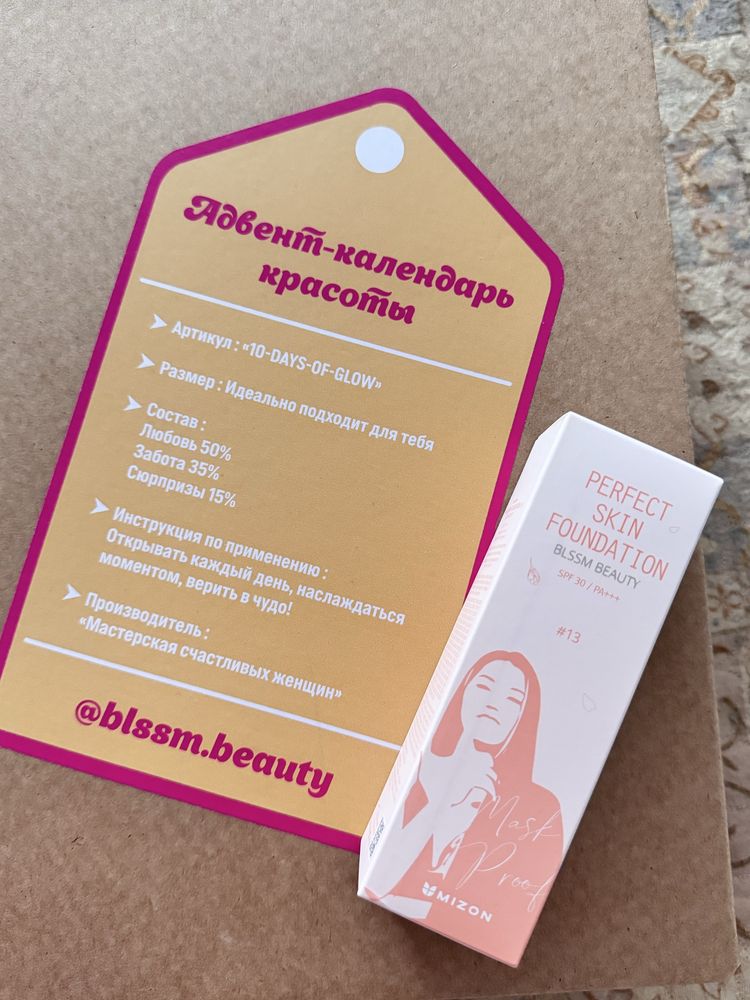 Адвент-календарь
красоты
Артикул : «10-DAYS-OF-GLOW»
Размер : Идеально подходит для тебя
Состав :
Любовь 50%
Забота 35%
Сюрпризы 15%
Инструкция по применению :
Открывать каждый день, наслаждаться
моментом, верить в чудо!
Производитель :
«Мастерская счастливых женщин»
@blssm.beauty
PERFECT
SKIN
FOUNDATION
BLSSM BEAUTY
SPF 30 / PA+++
#13
Mask
Proof
MIZON